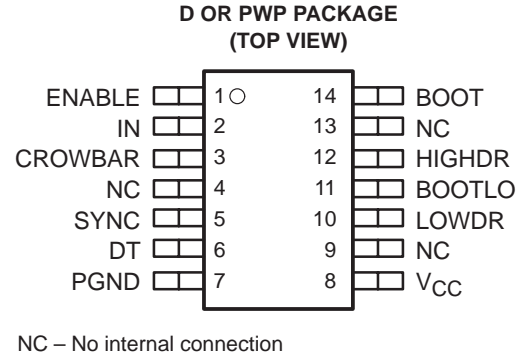 D OR PWP PACKAGE
(TOP VIEW)
ENABLE 1 14 BOOT
IN 2 13 NC
CROWBAR 3 12 HIGHDR
NC 4 11 BOOTLO
SYNC 5 10 LOWDR
DT 6 9 NC
PGND 7 8 VCC
NC – No internal connection